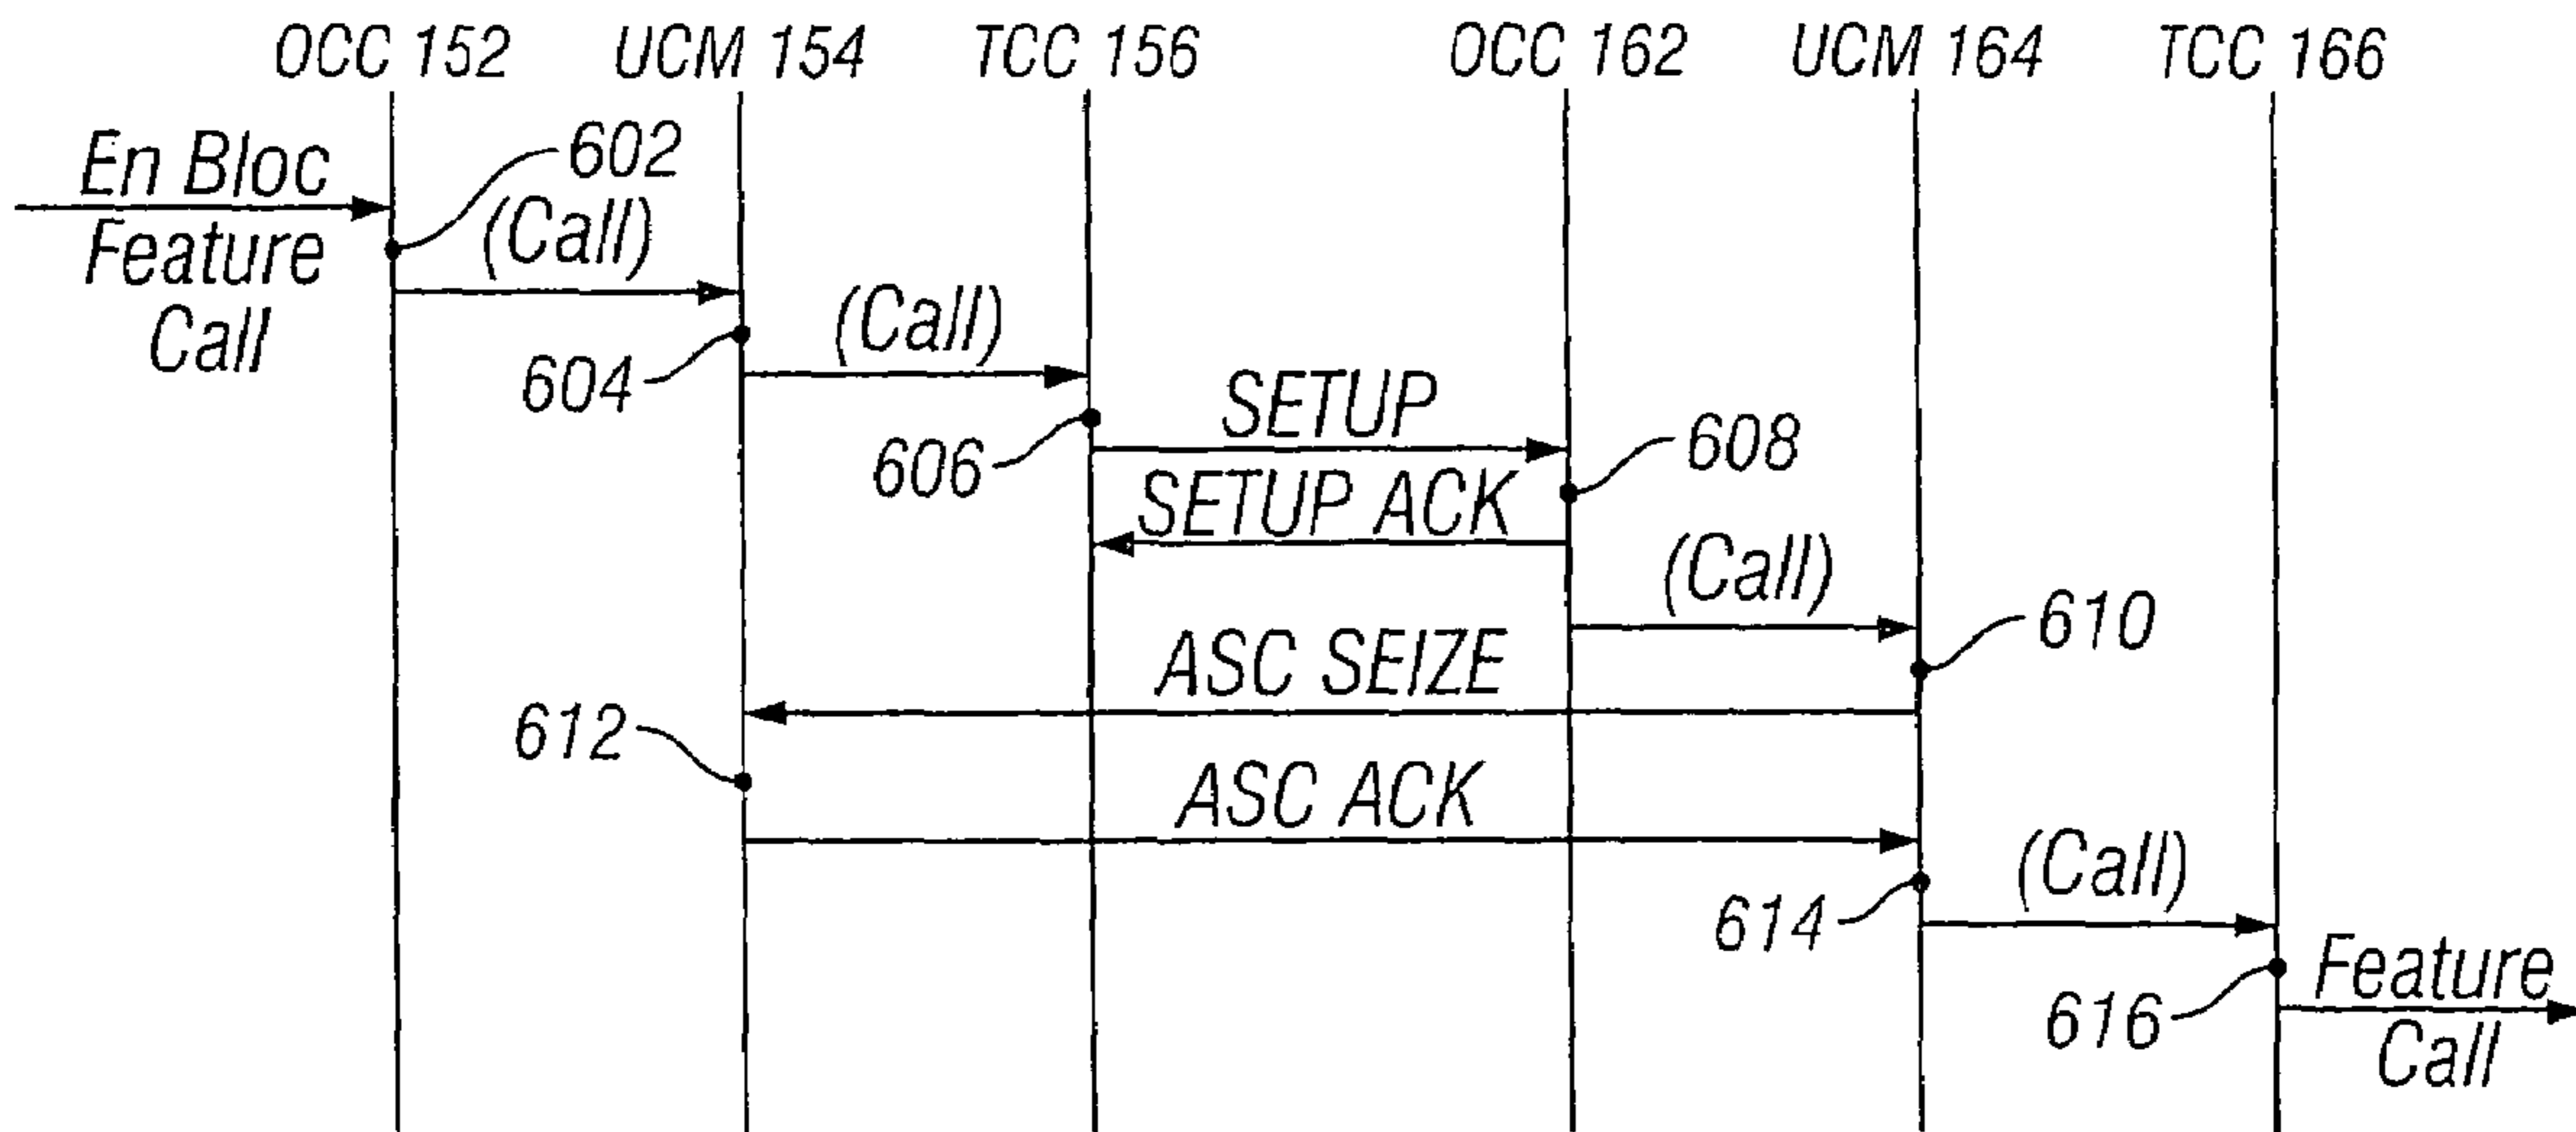 OCC 152 UCM 154 TCC 156 OCC 162 UCM 164 TCC 166
En Bloc
Feature
Call
602
(Call)
604
(Call)
606
SETUP
608
SETUP ACK
(Call)
610
ASC SEIZE
612
ASC ACK
614
(Call)
616
Feature
Call